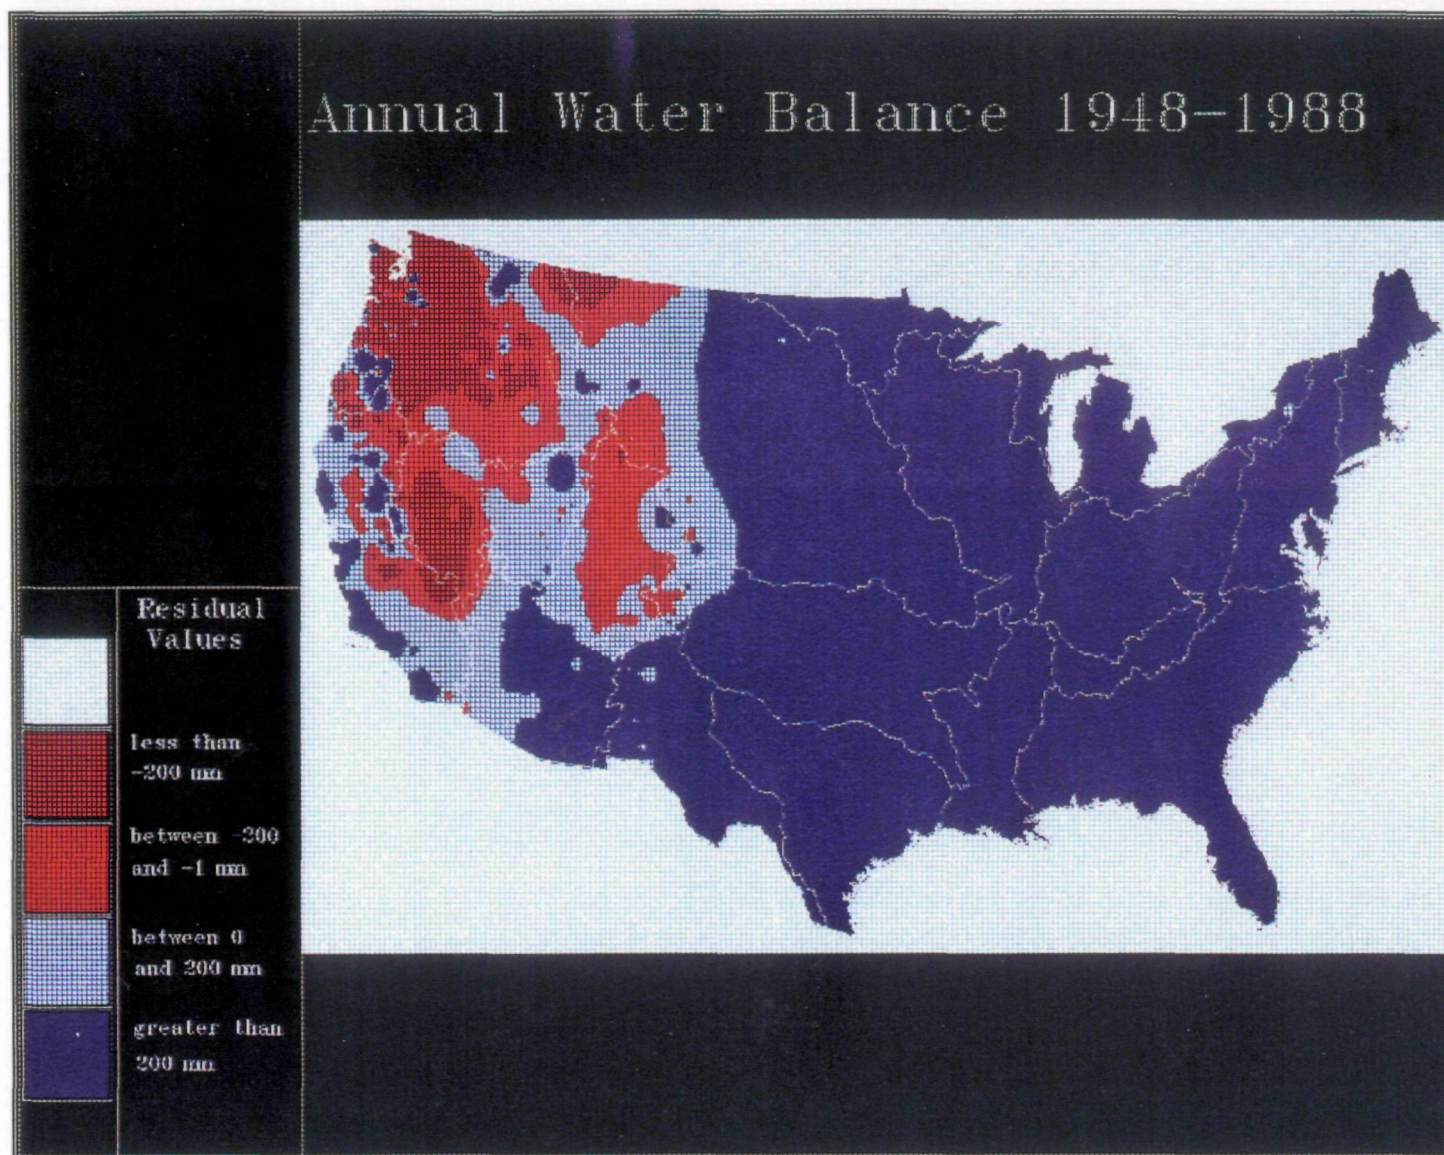 Annual Water Balance 1948-1988
Residual
Values
less than
-200 mm
between -200
and -1 mm
between 0
and 200 mm
greater than
200 mm